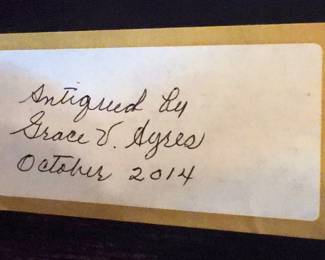 Antiqued by
Grace V. Ayres
October 2014